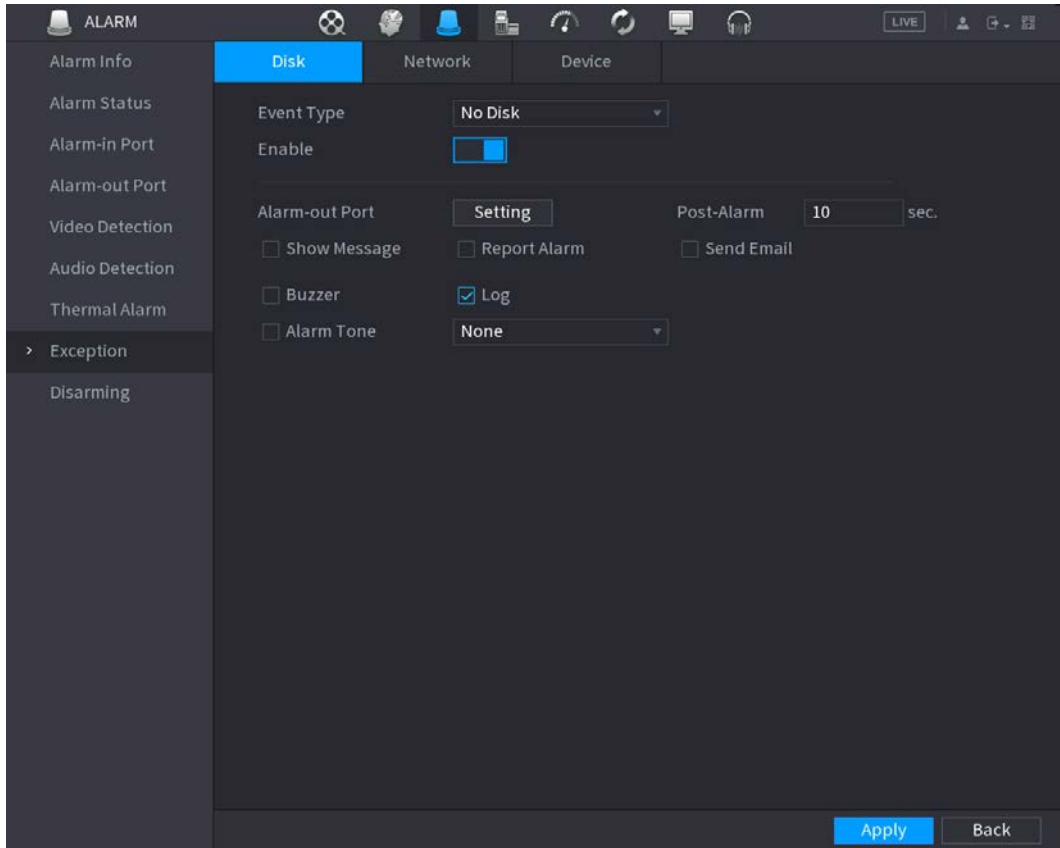 ALARM
LIVE
Alarm Info
Alarm Status
Alarm-in Port
Alarm-out Port
Video Detection
Audio Detection
Thermal Alarm
> Exception
Disarming
Disk Network Device
Event Type No Disk
Enable
Alarm-out Port Setting Post-Alarm 10 sec.
Show Message Report Alarm Send Email
Buzzer Log
Alarm Tone None
Apply Back